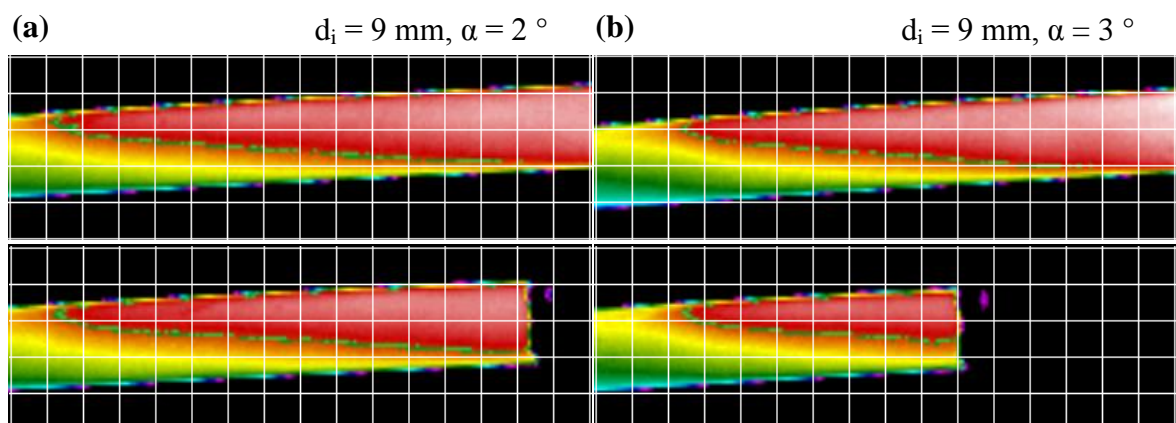 (a) dᵢ = 9 mm, α = 2 ° (b) dᵢ = 9 mm, α = 3 °